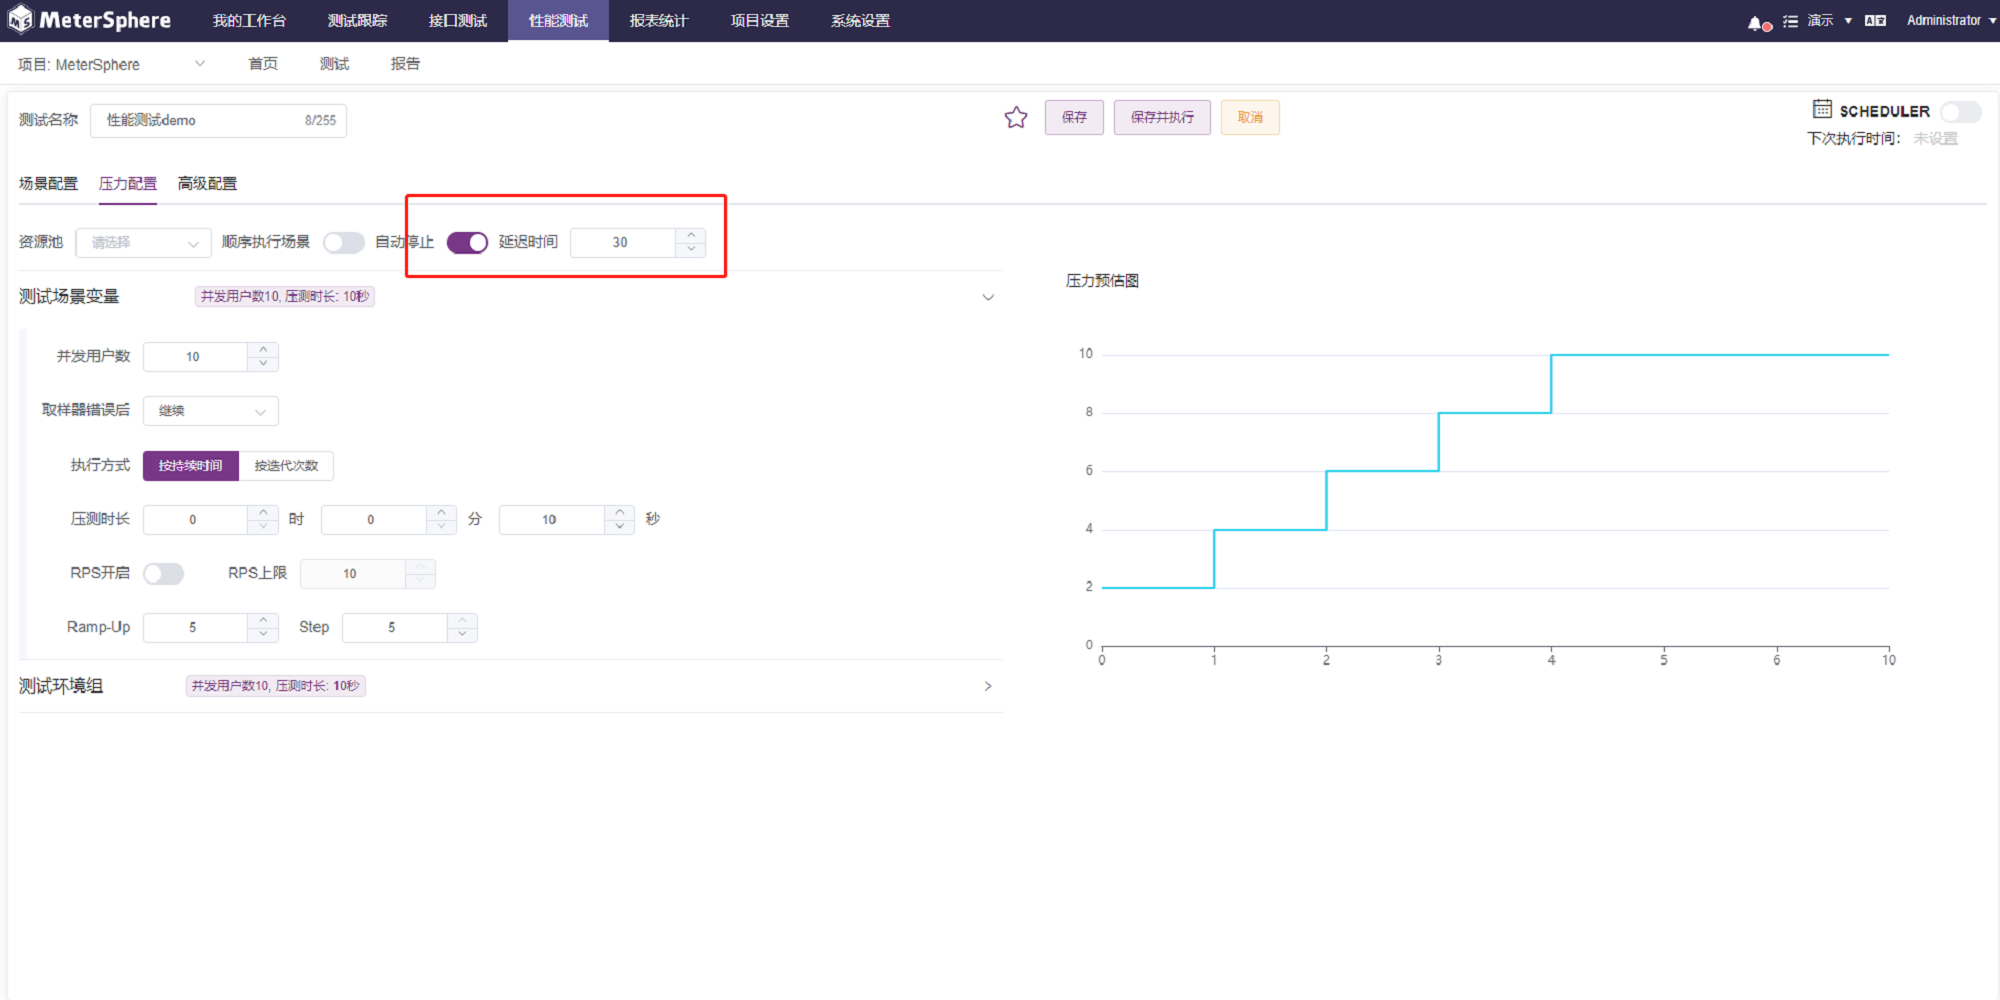 MeterSphere 我的工作台 测试跟踪 接口测试 性能测试 报表统计 项目设置 系统设置 演示 Administrator
项目: MeterSphere 首页 测试 报告
测试名称 性能测试demo 8/255 保存 保存并执行 取消 SCHEDULER
下次执行时间: 未设置
场景配置 压力配置 高级配置
资源池 请选择 顺序执行场景 自动停止 延迟时间 30
测试场景变量 并发用户数10, 压测时长: 10秒
并发用户数 10
取样器错误后 继续
执行方式 按持续时间 按迭代次数
压测时长 0 时 0 分 10 秒
RPS开启 RPS上限 10
Ramp-Up 5 Step 5
测试环境组 并发用户数10, 压测时长: 10秒
压力预估图
10
8
6
4
2
0
0 1 2 3 4 5 6 10